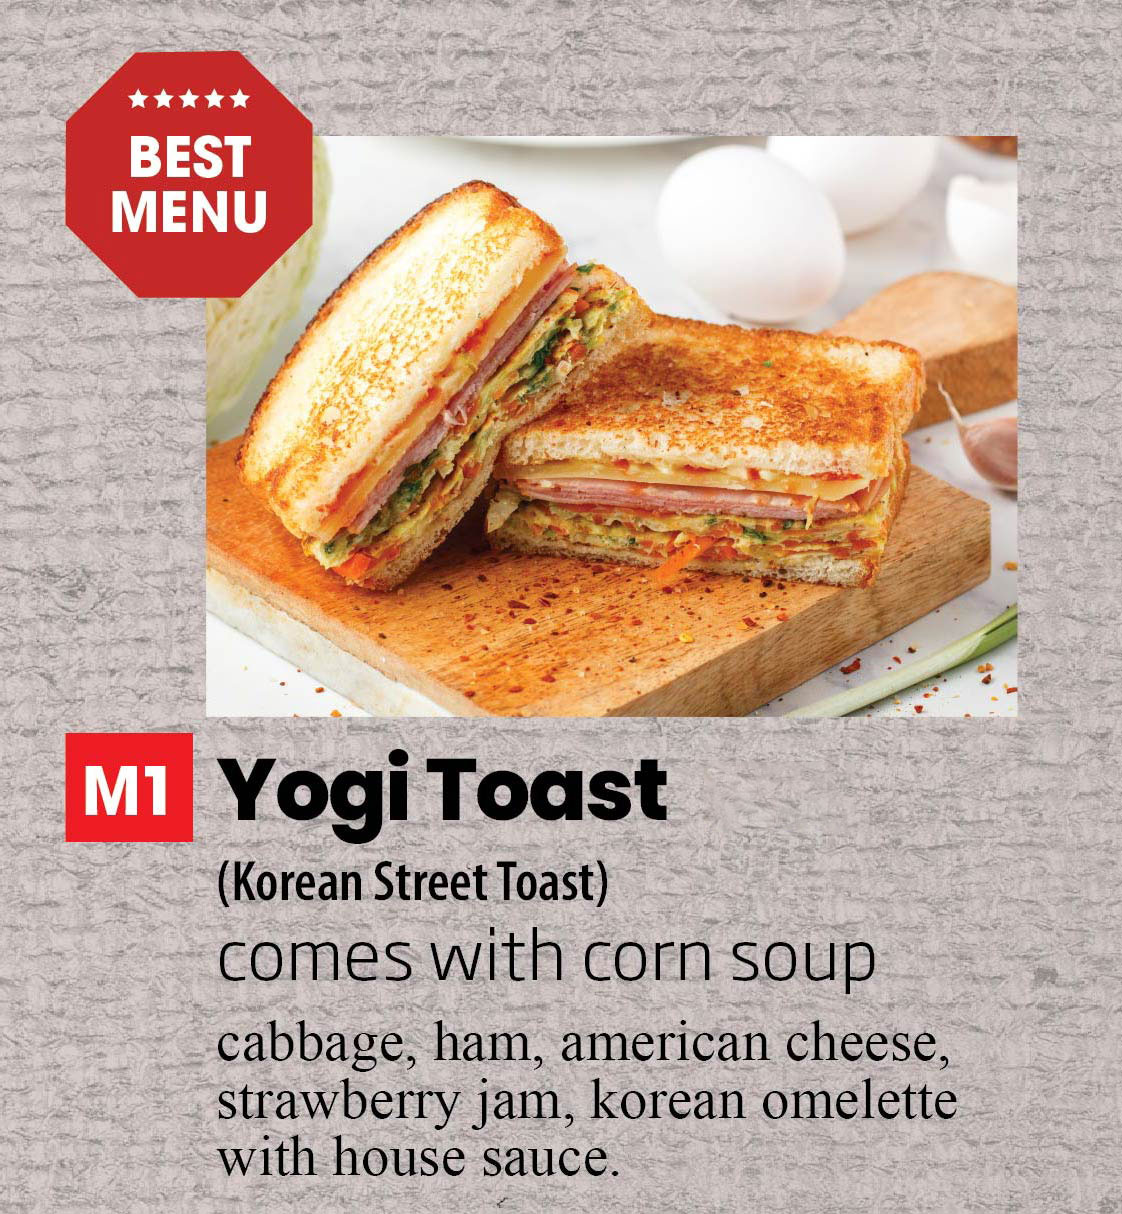 ★★★★★
BEST
MENU
M1 Yogi Toast
(Korean Street Toast)
comes with corn soup
cabbage, ham, american cheese,
strawberry jam, korean omelette
with house sauce.